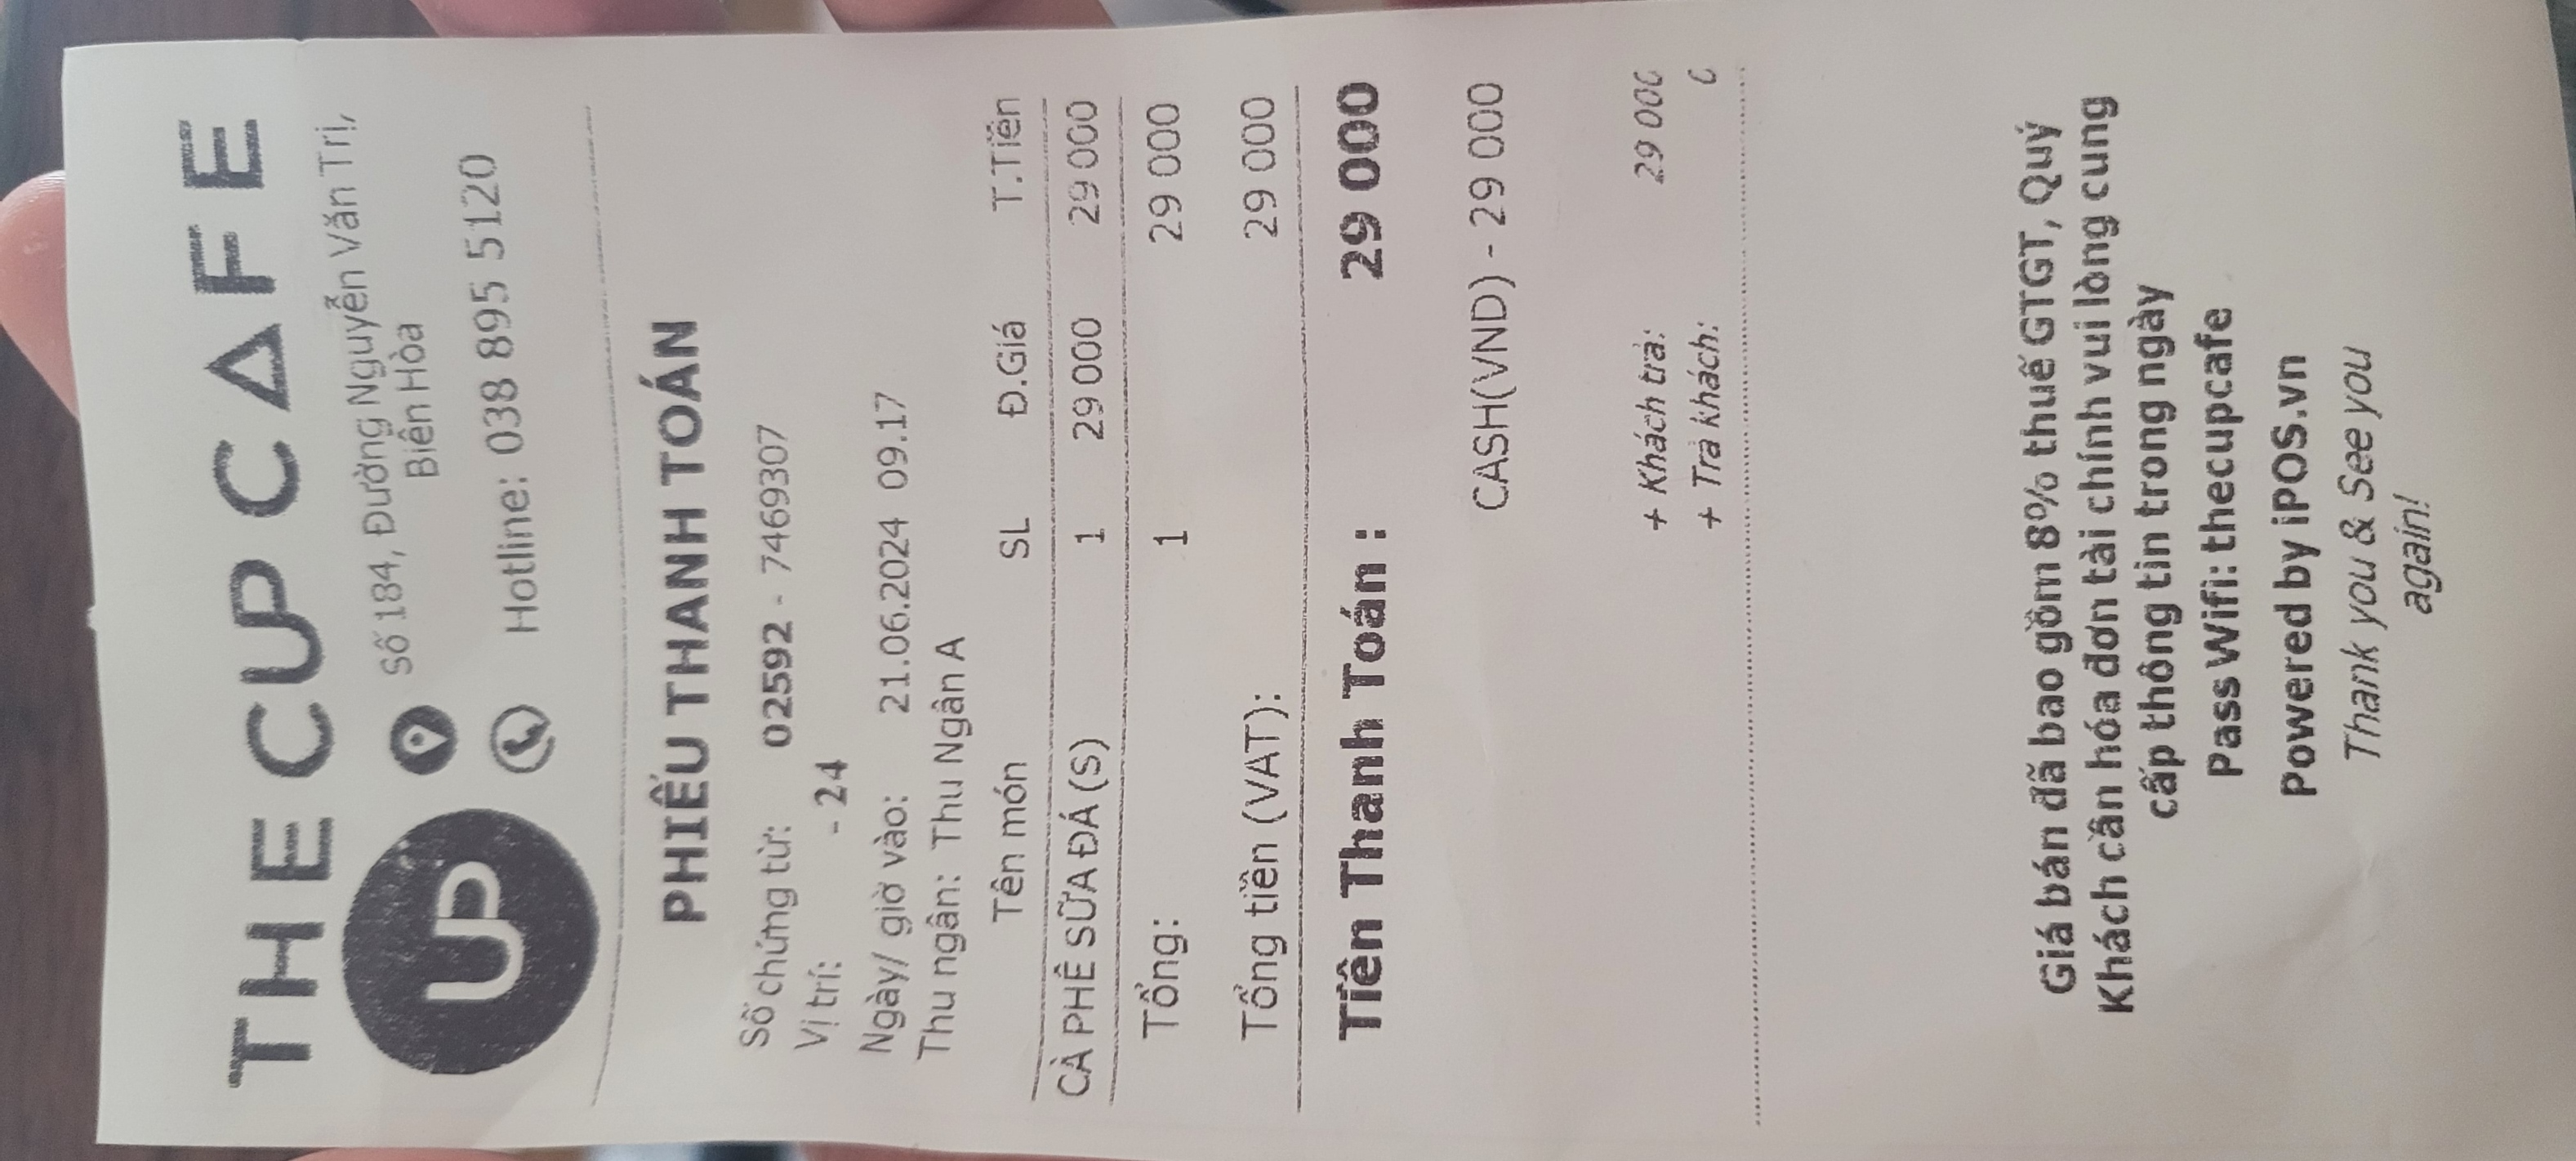 THE CUP CAFE
UP
Số 184, Đường Nguyễn Văn Trị,
Biên Hòa
Hotline: 038 895 5120
PHIẾU THANH TOÁN
Số chứng từ: 02592 - 7469307
Vị trí: - 24
Ngày/ giờ vào: 21.06.2024 09.17
Thu ngân: Thu Ngân A
Tên món SL Đ.Giá T.Tiền
CÀ PHÊ SỮA ĐÁ (S) 1 29 000 29 000
Tổng: 1 29 000
Tổng tiền (VAT): 29 000
Tiền Thanh Toán : 29 000
CASH(VND) - 29 000
+ Khách trả: 29 000
+ Trả khách: 0
Giá bán đã bao gồm 8% thuế GTGT, Quý
Khách cần hóa đơn tài chính vui lòng cung
cấp thông tin trong ngày
Pass Wifi: thecupcafe
Powered by iPOS.vn
Thank you & See you
again!